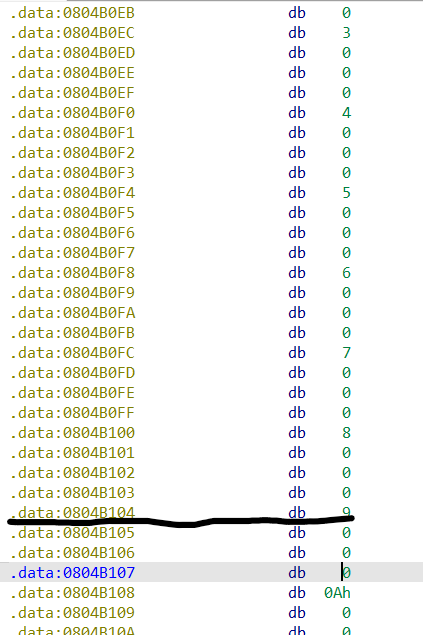 .data:0804B0EB db 0
.data:0804B0EC db 3
.data:0804B0ED db 0
.data:0804B0EE db 0
.data:0804B0EF db 0
.data:0804B0F0 db 4
.data:0804B0F1 db 0
.data:0804B0F2 db 0
.data:0804B0F3 db 0
.data:0804B0F4 db 5
.data:0804B0F5 db 0
.data:0804B0F6 db 0
.data:0804B0F7 db 0
.data:0804B0F8 db 6
.data:0804B0F9 db 0
.data:0804B0FA db 0
.data:0804B0FB db 0
.data:0804B0FC db 7
.data:0804B0FD db 0
.data:0804B0FE db 0
.data:0804B0FF db 0
.data:0804B100 db 8
.data:0804B101 db 0
.data:0804B102 db 0
.data:0804B103 db 0
.data:0804B104 db 9
.data:0804B105 db 0
.data:0804B106 db 0
.data:0804B107 db 0
.data:0804B108 db 0Ah
.data:0804B109 db 0
.data:0804B10A db 0